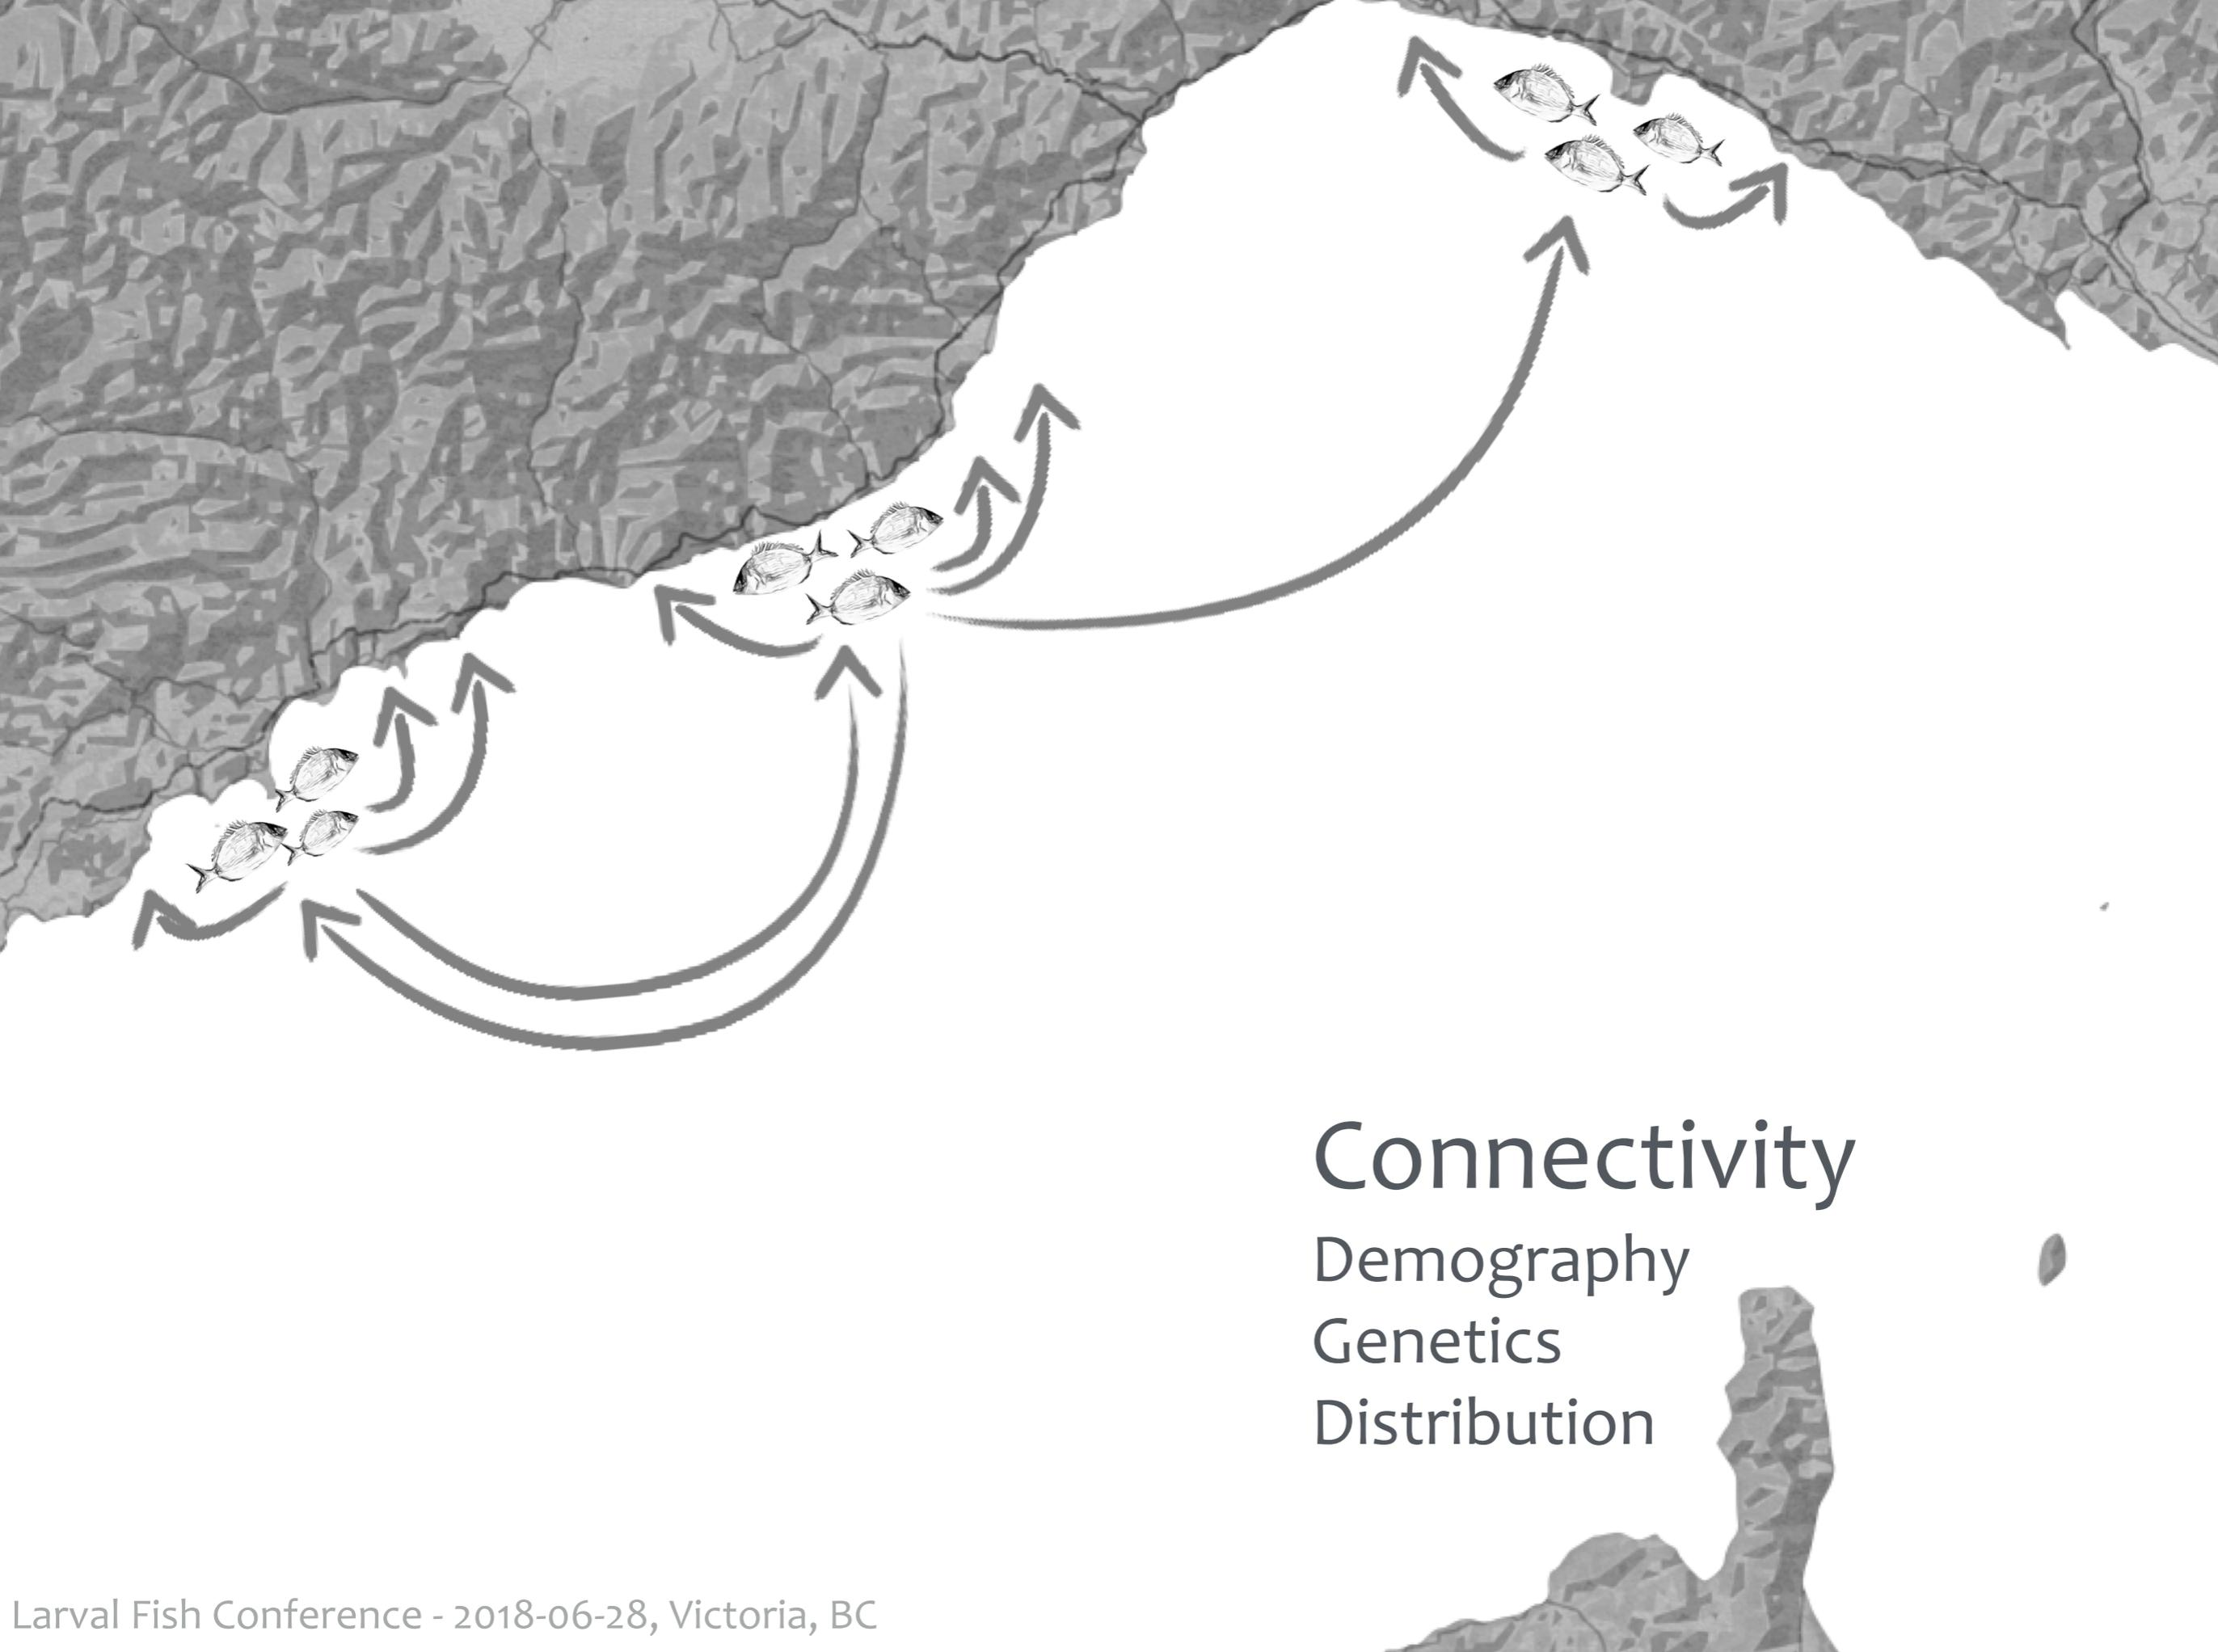 Connectivity
Demography
Genetics
Distribution
Larval Fish Conference - 2018-06-28, Victoria, BC